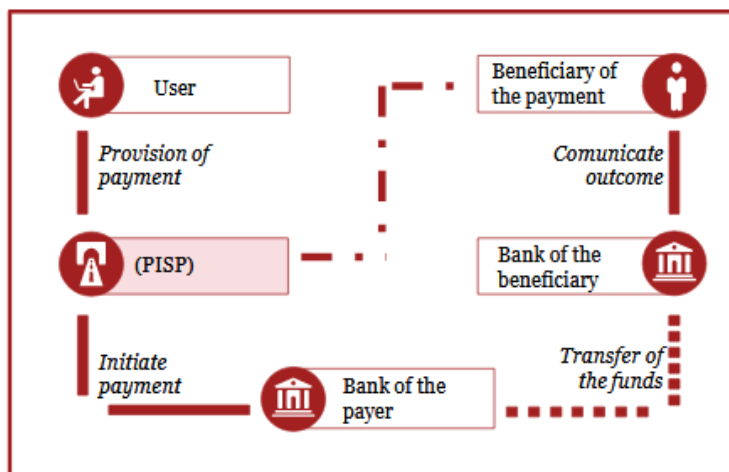 User
Beneficiary of
the payment
Provision of
payment
Comunicate
outcome
(PISP)
Bank of the
beneficiary
Initiate
payment
Transfer of
the funds
Bank of the
payer